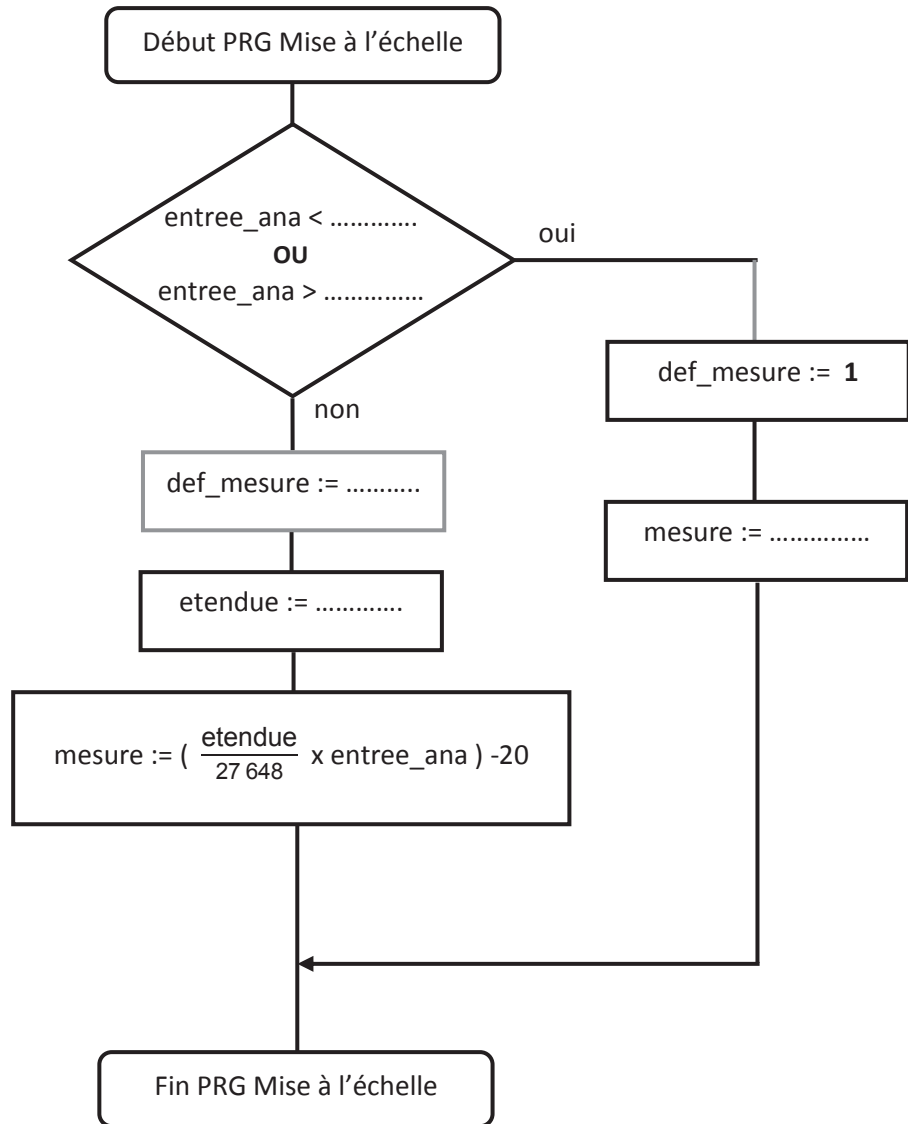 Début PRG Mise à l’échelle
entree_ana < .............
OU
entree_ana > ...............
oui
non
def_mesure := 1
def_mesure := ...........
mesure := ...............
etendue := .............
mesure := ( etendue / 27 648 x entree_ana ) -20
Fin PRG Mise à l’échelle